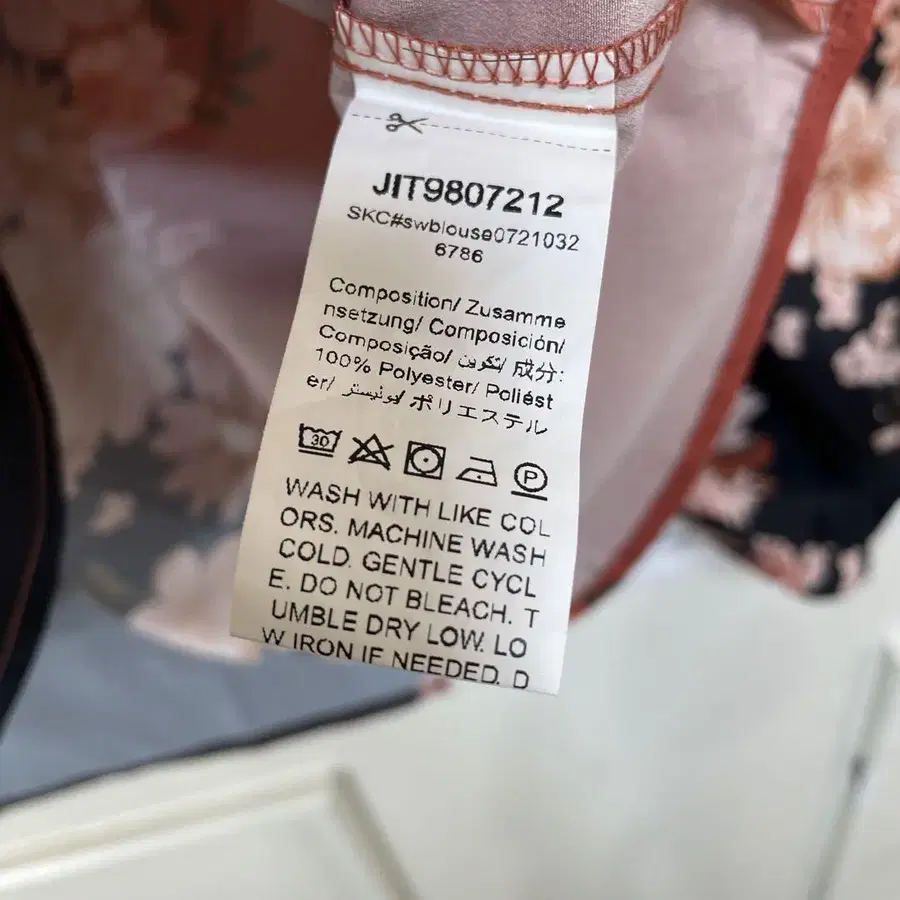 JIT9807212
SKC#swblouse0721032
6786
Composition/ Zusamme
nsetzung/ Composición/
Composição/ تكوين/ 成分:
100% Polyester/ Poliést
er/ بوليستر/ ポリエステル
30
P
WASH WITH LIKE COL
ORS. MACHINE WASH
COLD. GENTLE CYCL
E. DO NOT BLEACH. T
UMBLE DRY LOW. LO
W IRON IF NEEDED. D